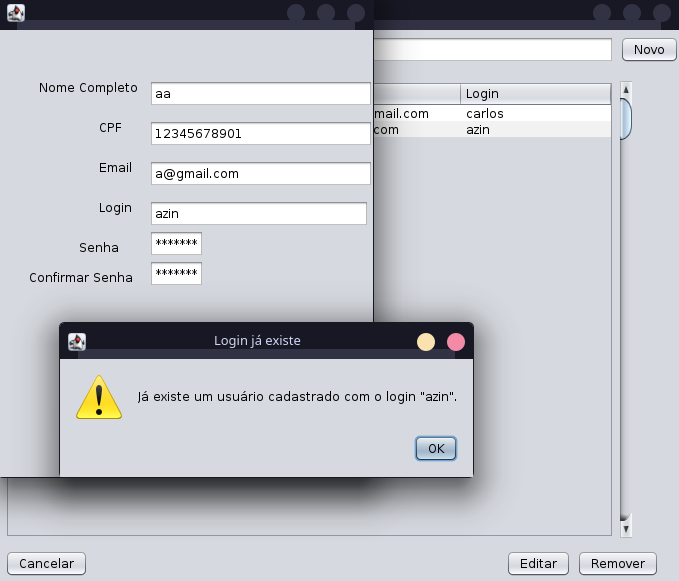 Novo
Nome Completo
aa
CPF
12345678901
Email
a@gmail.com
Login
azin
Senha
*******
Confirmar Senha
*******
Login
mail.com carlos
com azin
Login já existe
Já existe um usuário cadastrado com o login "azin".
OK
Cancelar
Editar
Remover